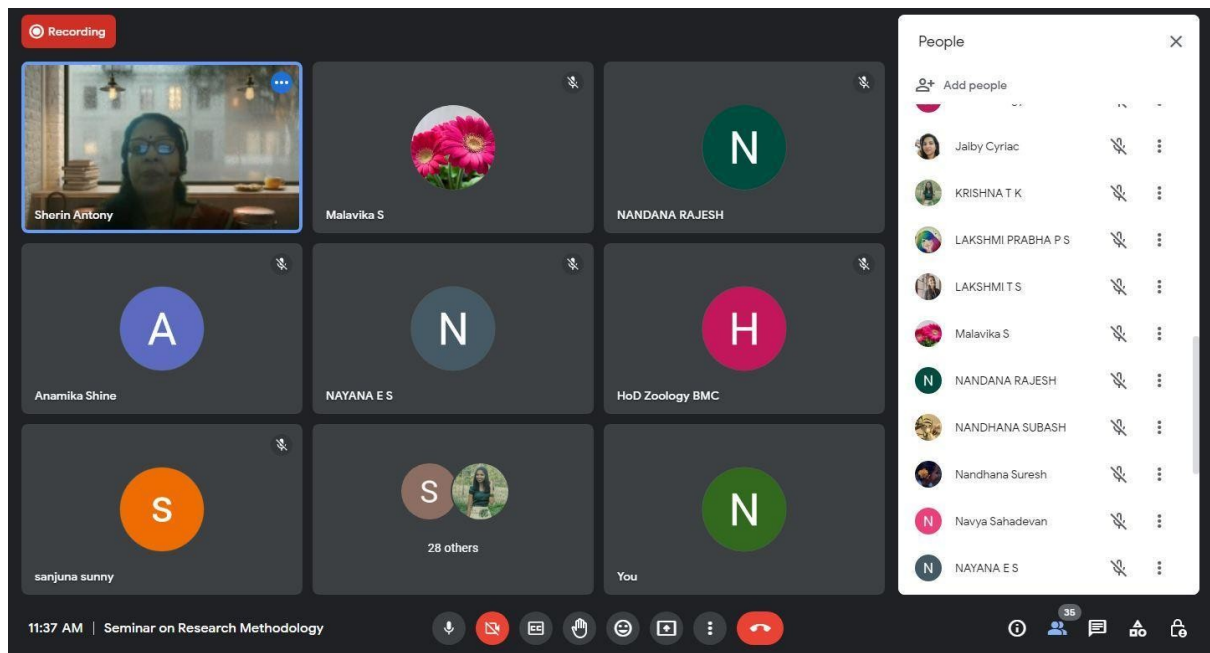 Recording
Sherin Antony
Malavika S
N
NANDANA RAJESH
A
Anamika Shine
N
NAYANA E S
H
HoD Zoology BMC
S
sanjuna sunny
S
28 others
N
You
11:37 AM | Seminar on Research Methodology
CC
35
People
Add people
Jaiby Cyriac
KRISHNA T K
LAKSHMI PRABHA P S
LAKSHMI T S
Malavika S
N NANDANA RAJESH
NANDHANA SUBASH
Nandhana Suresh
N Navya Sahadevan
N NAYANA E S